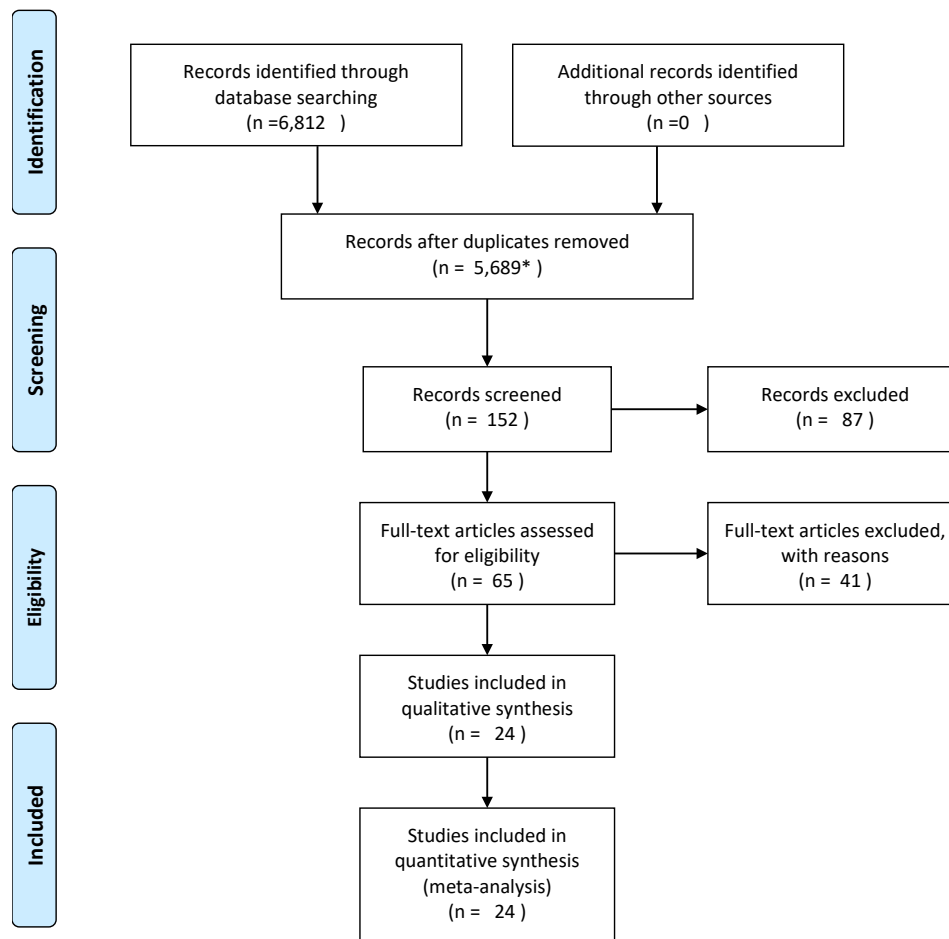 Identification
Records identified through
database searching
(n =6,812   )
Additional records identified
through other sources
(n =0   )
Records after duplicates removed
(n =  5,689* )
Screening
Records screened
(n =  152 )
Records excluded
(n =   87 )
Eligibility
Full-text articles assessed
for eligibility
(n =  65 )
Full-text articles excluded,
with reasons
(n =  41 )
Studies included in
qualitative synthesis
(n =   24 )
Included
Studies included in
quantitative synthesis
(meta-analysis)
(n =   24 )